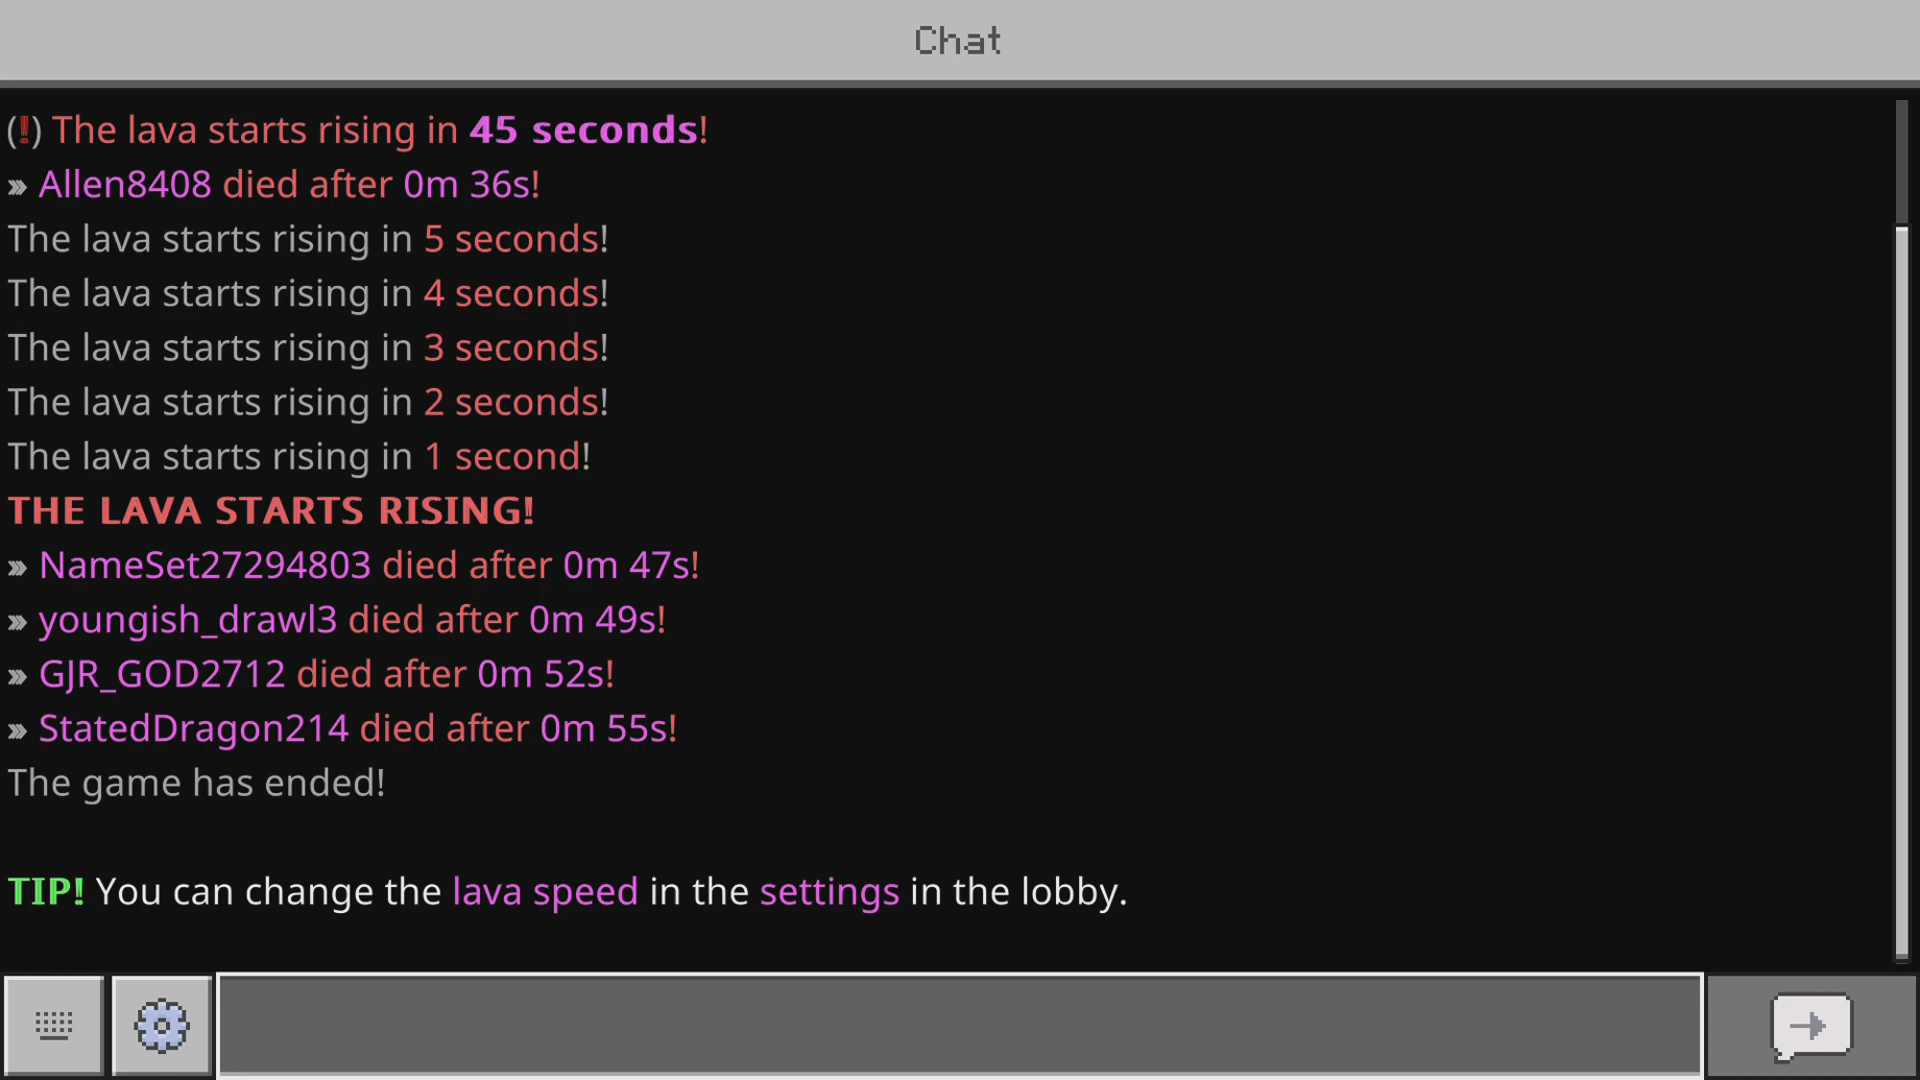 Chat
(!) The lava starts rising in 45 seconds!
» Allen8408 died after 0m 36s!
The lava starts rising in 5 seconds!
The lava starts rising in 4 seconds!
The lava starts rising in 3 seconds!
The lava starts rising in 2 seconds!
The lava starts rising in 1 second!
THE LAVA STARTS RISING!
» NameSet27294803 died after 0m 47s!
» youngish_drawl3 died after 0m 49s!
» GJR_GOD2712 died after 0m 52s!
» StatedDragon214 died after 0m 55s!
The game has ended!
TIP! You can change the lava speed in the settings in the lobby.